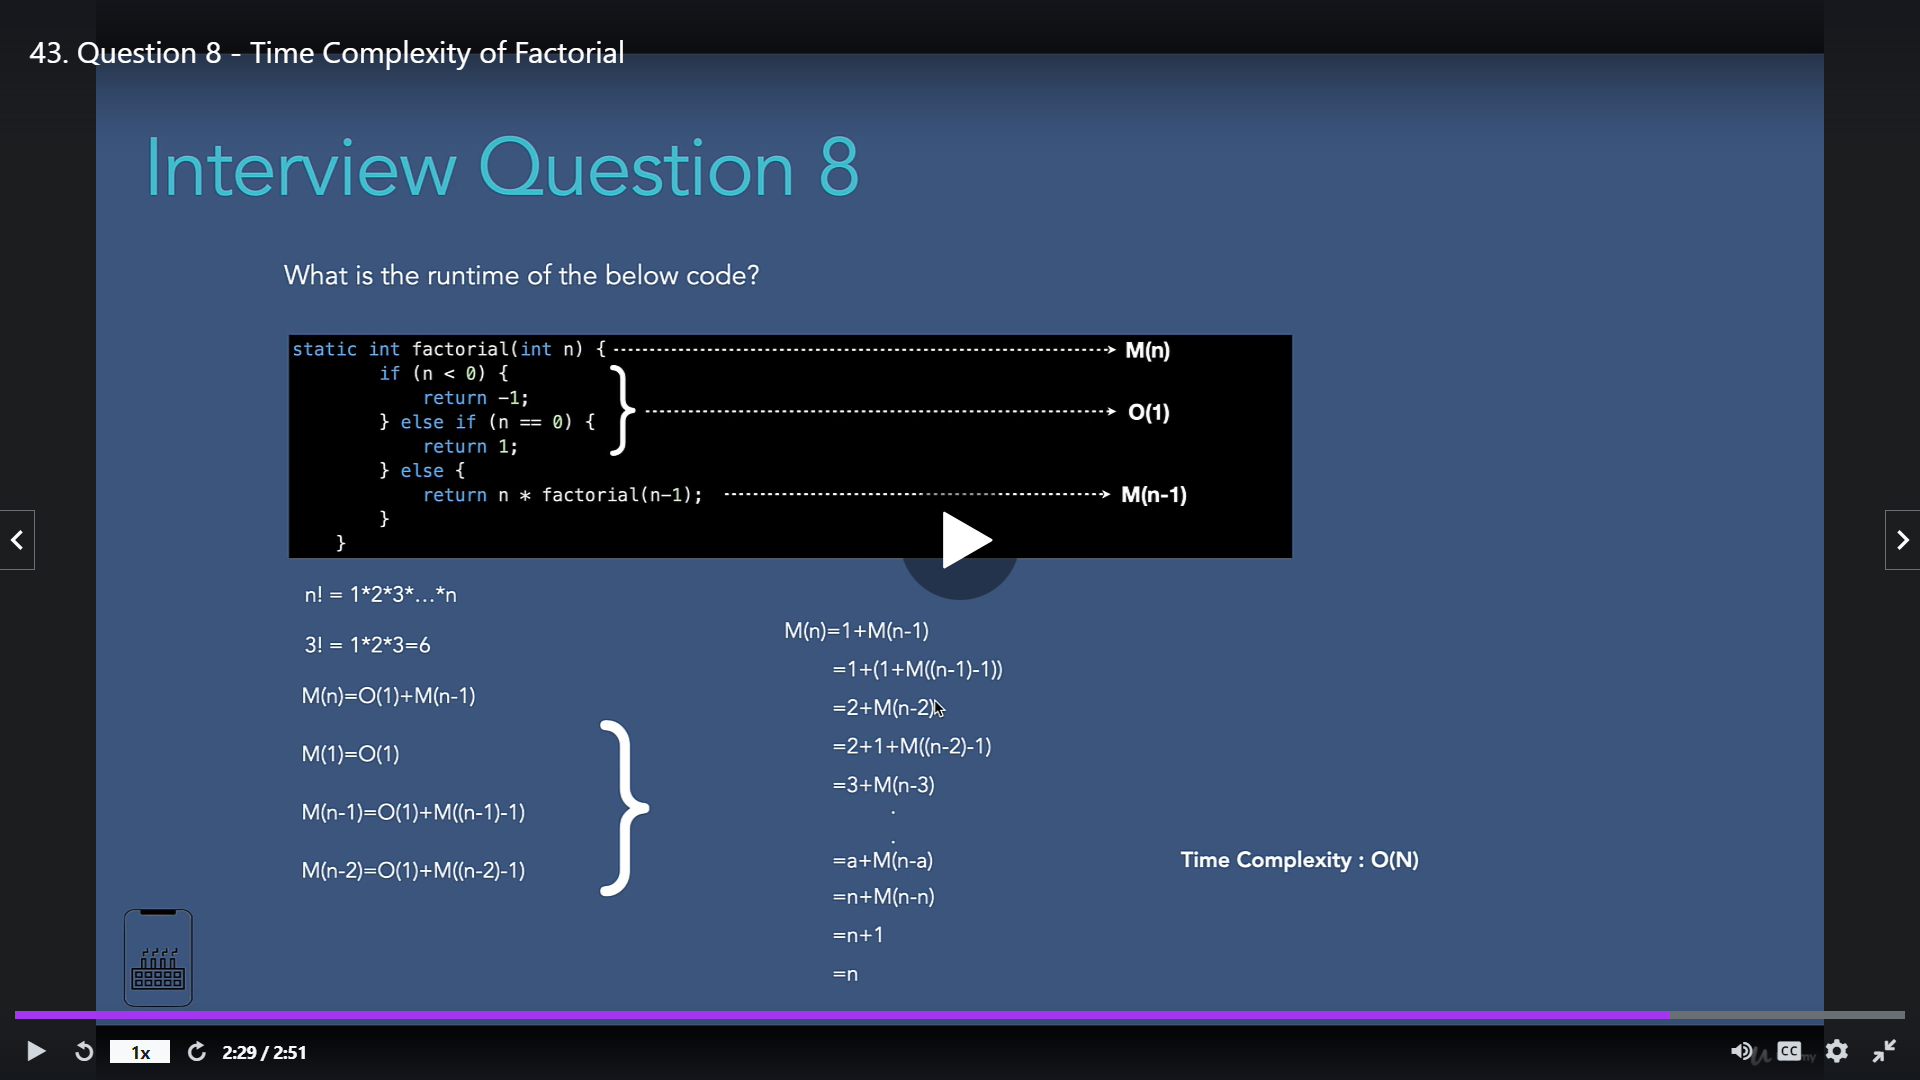 43. Question 8 - Time Complexity of Factorial
Interview Question 8
What is the runtime of the below code?
static int factorial(int n) { M(n)
if (n < 0) {
return -1;
} else if (n == 0) { O(1)
return 1;
} else {
return n * factorial(n-1); M(n-1)
}
}
n! = 1*2*3*...*n
3! = 1*2*3=6
M(n)=O(1)+M(n-1)
M(1)=O(1)
M(n-1)=O(1)+M((n-1)-1)
M(n-2)=O(1)+M((n-2)-1)
M(n)=1+M(n-1)
=1+(1+M((n-1)-1))
=2+M(n-2)
=2+1+M((n-2)-1)
=3+M(n-3)
.
.
=a+M(n-a)
=n+M(n-n)
=n+1
=n
Time Complexity : O(N)
1x
2:29 / 2:51
CC